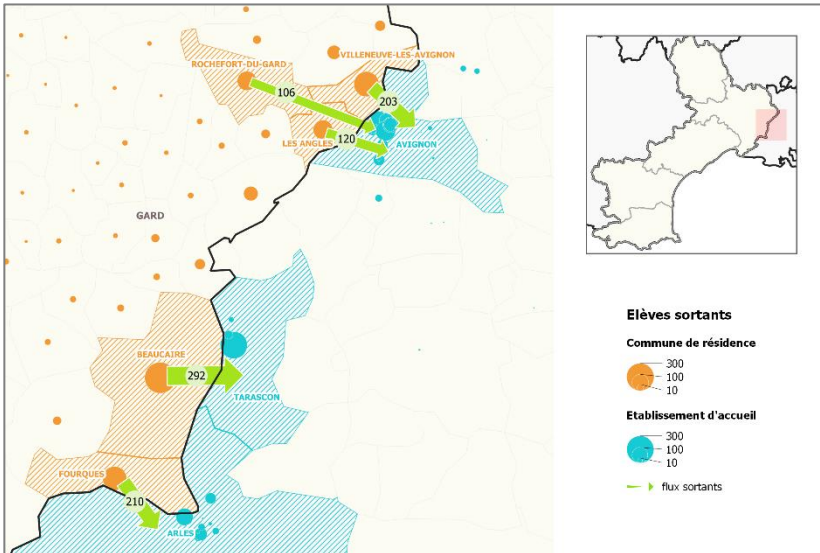 VILLENEUVE-LES-AVIGNON
ROCHEFORT-DU-GARD
106
203
120
LES ANGLES
AVIGNON
GARD
BEAUCAIRE
292
TARASCON
FOURQUES
210
ARLES
Elèves sortants
Commune de résidence
300
100
10
Etablissement d'accueil
300
100
10
flux sortants